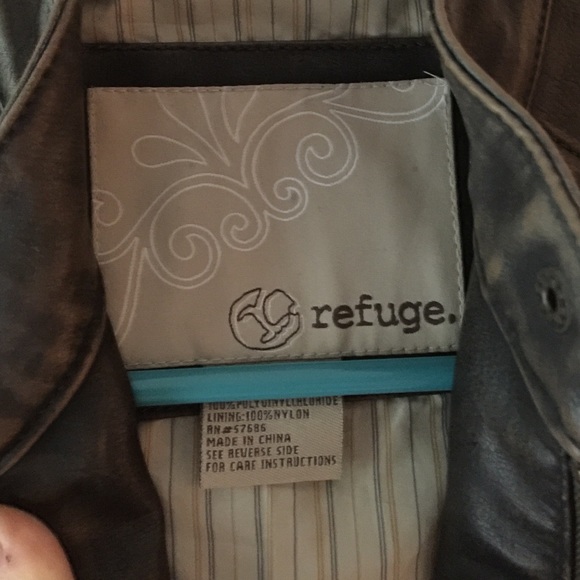 refuge.
100%POLYVINYLCHLORIDE
LINING:100%NYLON
RN#57686
MADE IN CHINA
SEE REVERSE SIDE
FOR CARE INSTRUCTIONS